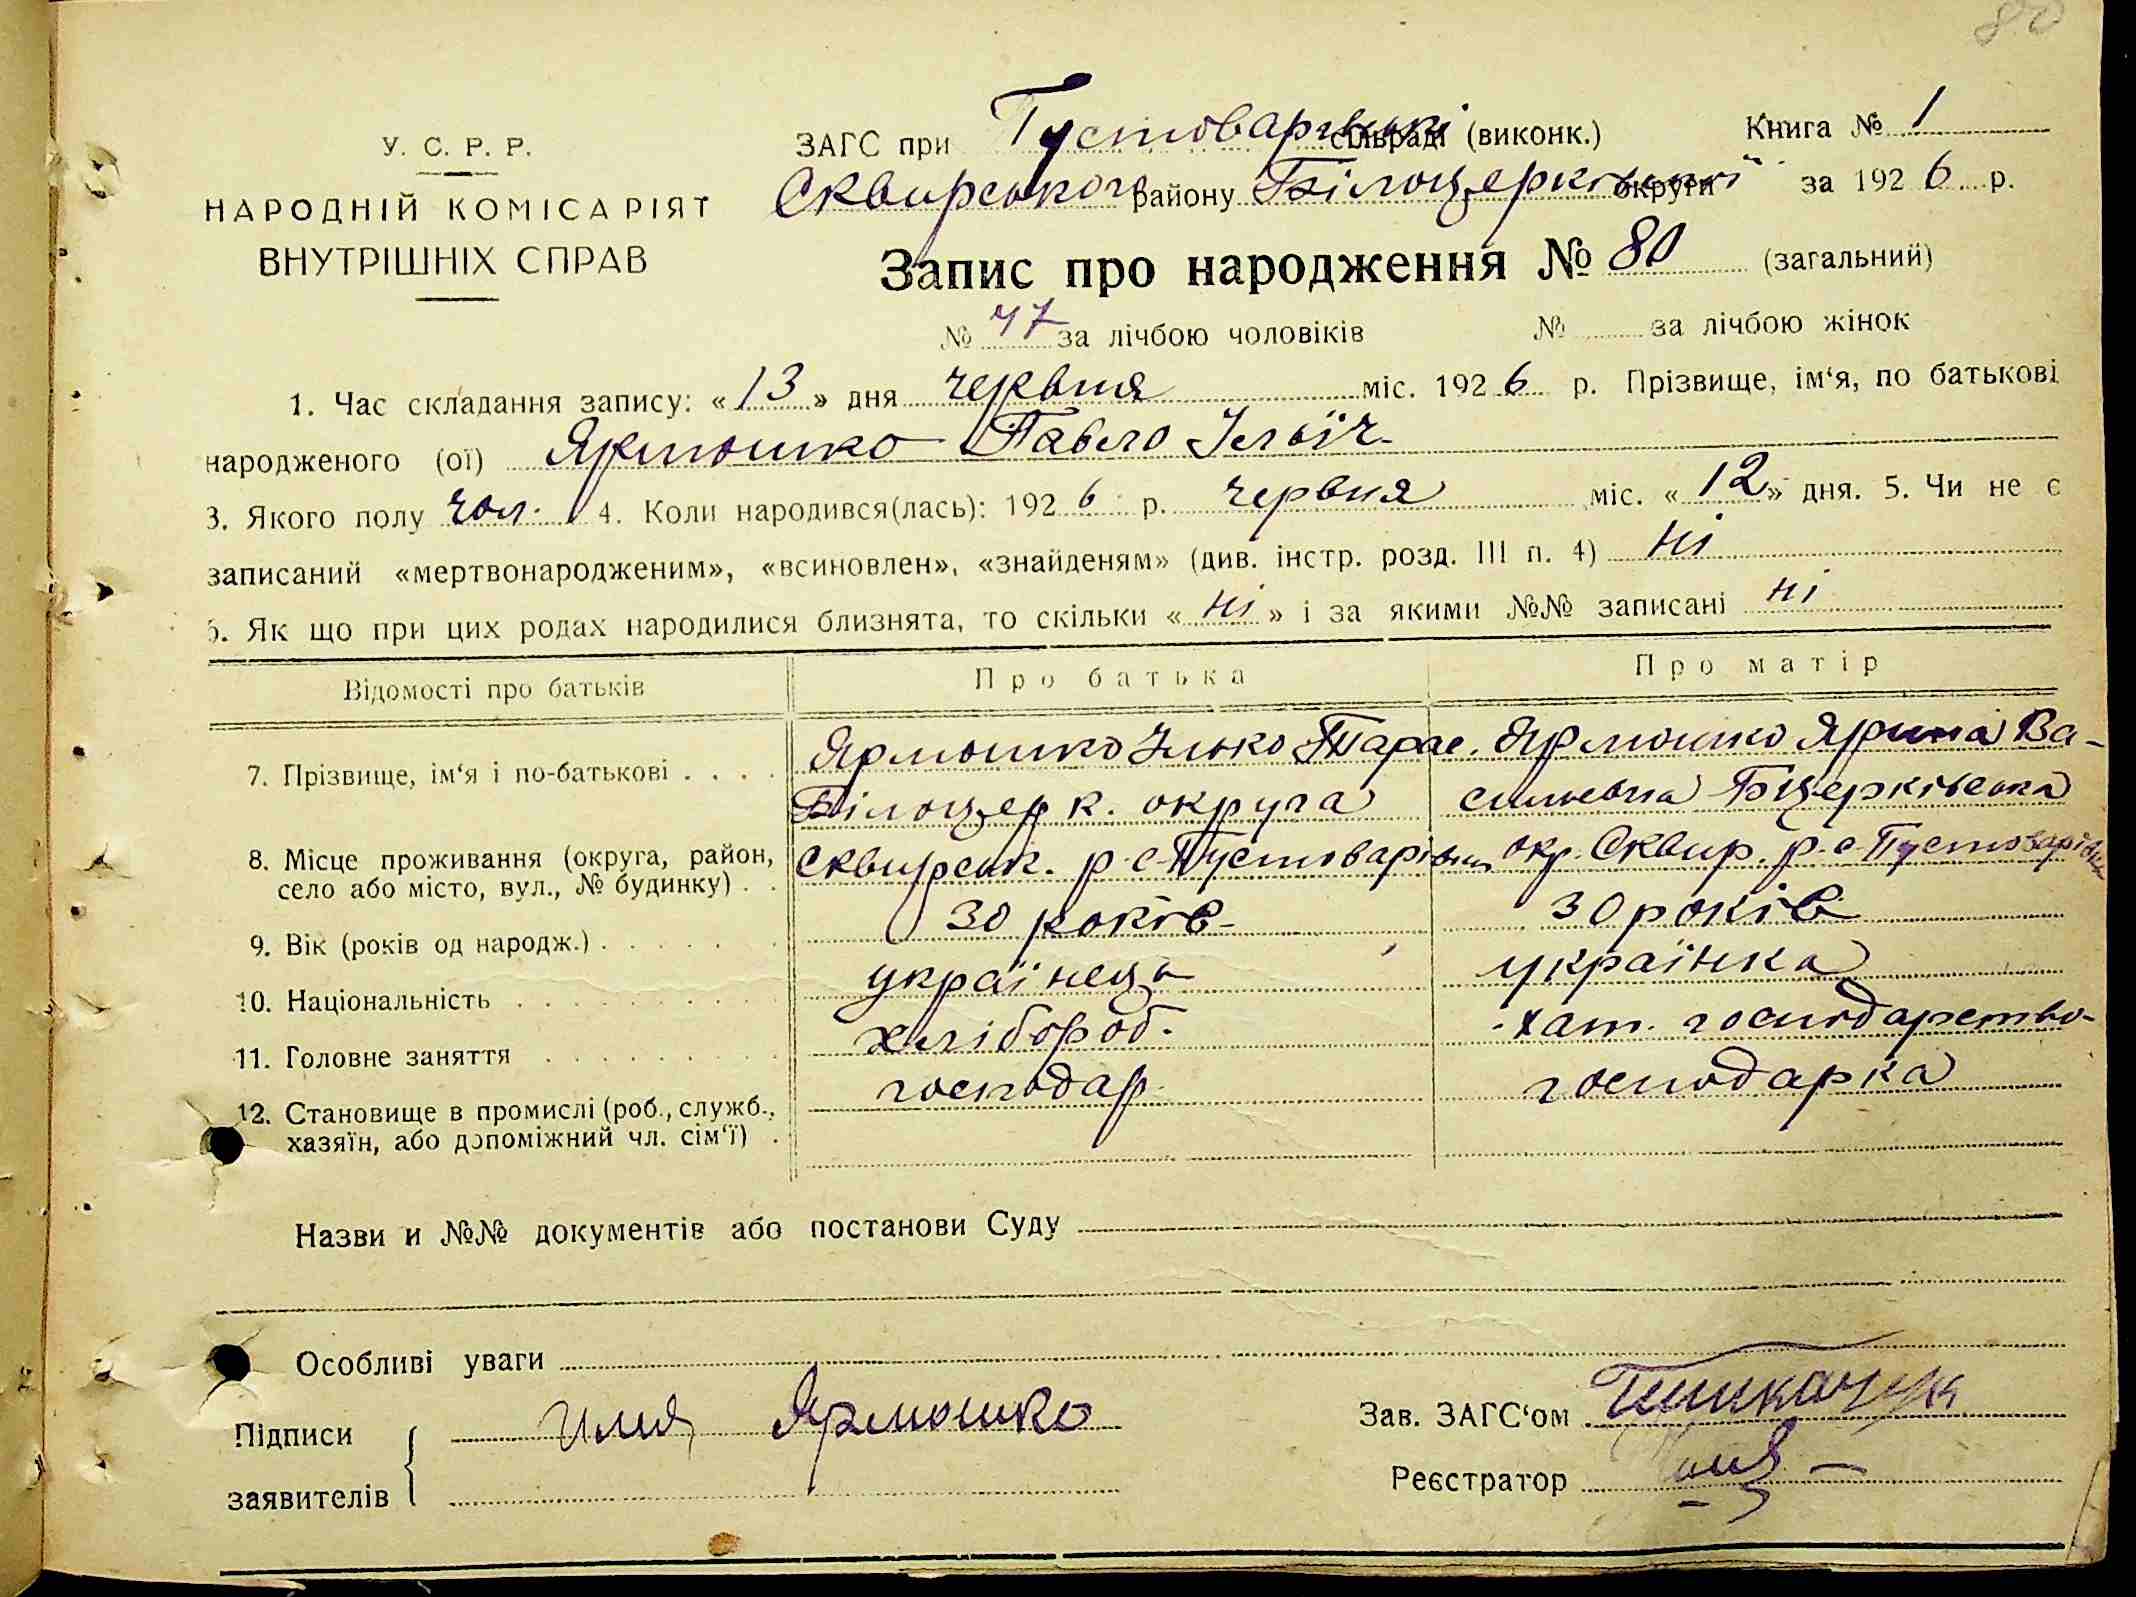 80
У. С. Р. Р.
НАРОДНІЙ КОМІСАРІЯТ
ВНУТРІШНІХ СПРАВ
ЗАГС при Пустоварській сільраді (виконк.) Книга № 1
Сквирського району Білоцерківської округи за 1926 р.
Запис про народження № 80 (загальний)
№ 47 за лічбою чоловіків № за лічбою жінок
1. Час складання запису: «13» дня червня міс. 1926 р. Прізвище, ім‘я, по батькові
народженого (ої) Ярмошко Павло Ільїч
3. Якого полу чол. 4. Коли народився(лась): 1926 р. червня міс. «12» дня. 5. Чи не є
записаний «мертвонародженим», «всиновлен», «знайденям» (див. інстр. розд. III п. 4) ні
6. Як що при цих родах народилися близнята, то скільки «ні» і за якими №№ записані ні
Відомості про батьків Про батька Про матір
7. Прізвище, ім‘я і по-батькові . . . . Ярмошко Ілько Тарас. Ярмошко Ярина Ва-
Білоцерк. округа сильевна Бцерківська
8. Місце проживання (округа, район, село або місто, вул., № будинку) . . Сквирськ. р. с. Пустоварівка окр. Сквир. р. с. Пустоварівка
9. Вік (років од народж.) . . . . . . 30 років 30 років
10. Національність . . . . . . . . . українець українка
11. Головне заняття . . . . . . . . хлібороб. хат. господарство
12. Становище в промислі (роб., служб., хазяїн, або допоміжний чл. сім‘ї) . господар господарка
Назви и №№ документів або постанови Суду
Особливі уваги
Підписи Илия Ярмошко Зав. ЗАГС‘ом
заявителів Реєстратор